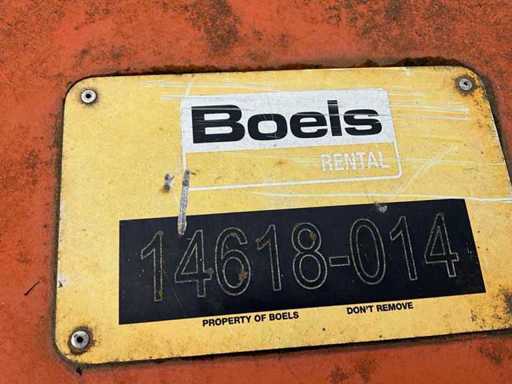 Boels
RENTAL
14618-014
PROPERTY OF BOELS DON'T REMOVE